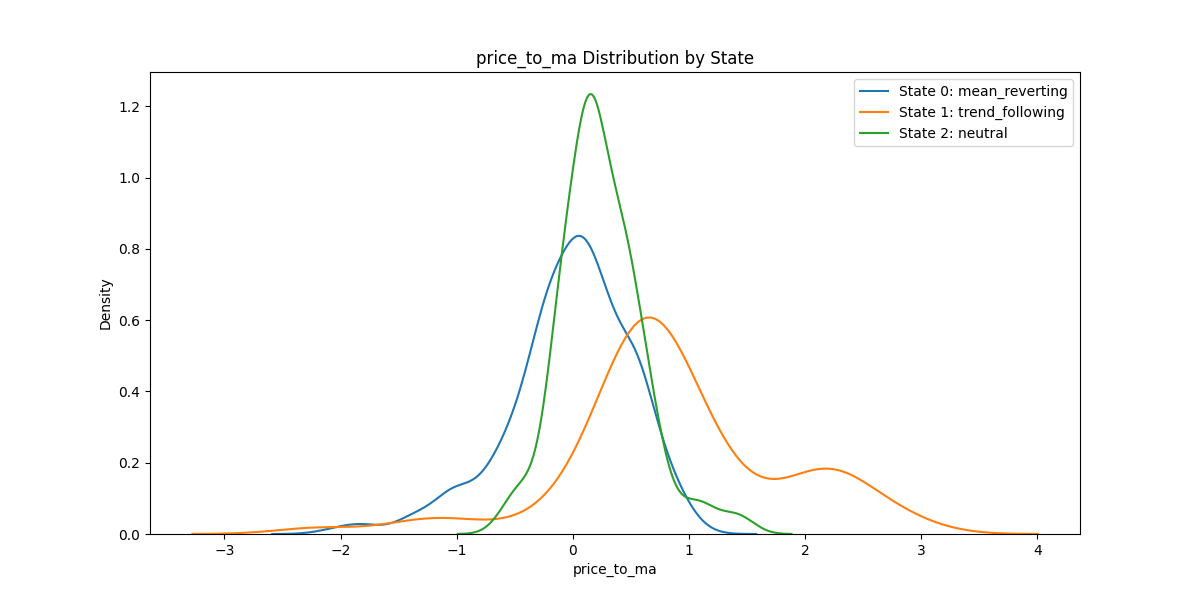 price_to_ma Distribution by State
State 0: mean_reverting
State 1: trend_following
State 2: neutral
Density
1.2
1.0
0.8
0.6
0.4
0.2
0.0
−3
−2
−1
0
1
2
3
4
price_to_ma